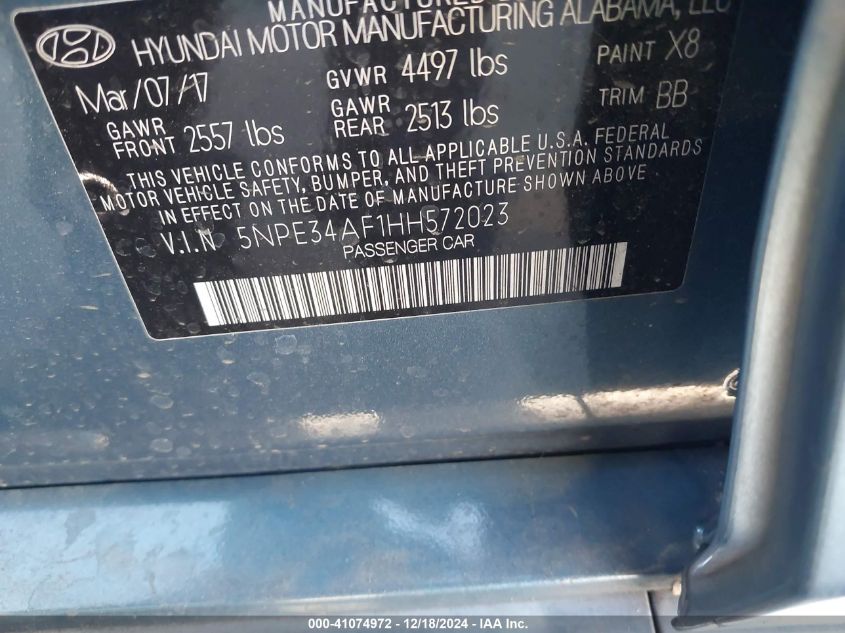 MANUFACTURED
HYUNDAI MOTOR MANUFACTURING ALABAMA, LLC
Mar/07/17 GVWR 4497 lbs PAINT X8
GAWR FRONT 2557 lbs GAWR REAR 2513 lbs TRIM BB
THIS VEHICLE CONFORMS TO ALL APPLICABLE U.S.A. FEDERAL
MOTOR VEHICLE SAFETY, BUMPER, AND THEFT PREVENTION STANDARDS
IN EFFECT ON THE DATE OF MANUFACTURE SHOWN ABOVE
V.I.N 5NPE34AF1HH572023
PASSENGER CAR
000-41074972 - 12/18/2024 - IAA Inc.